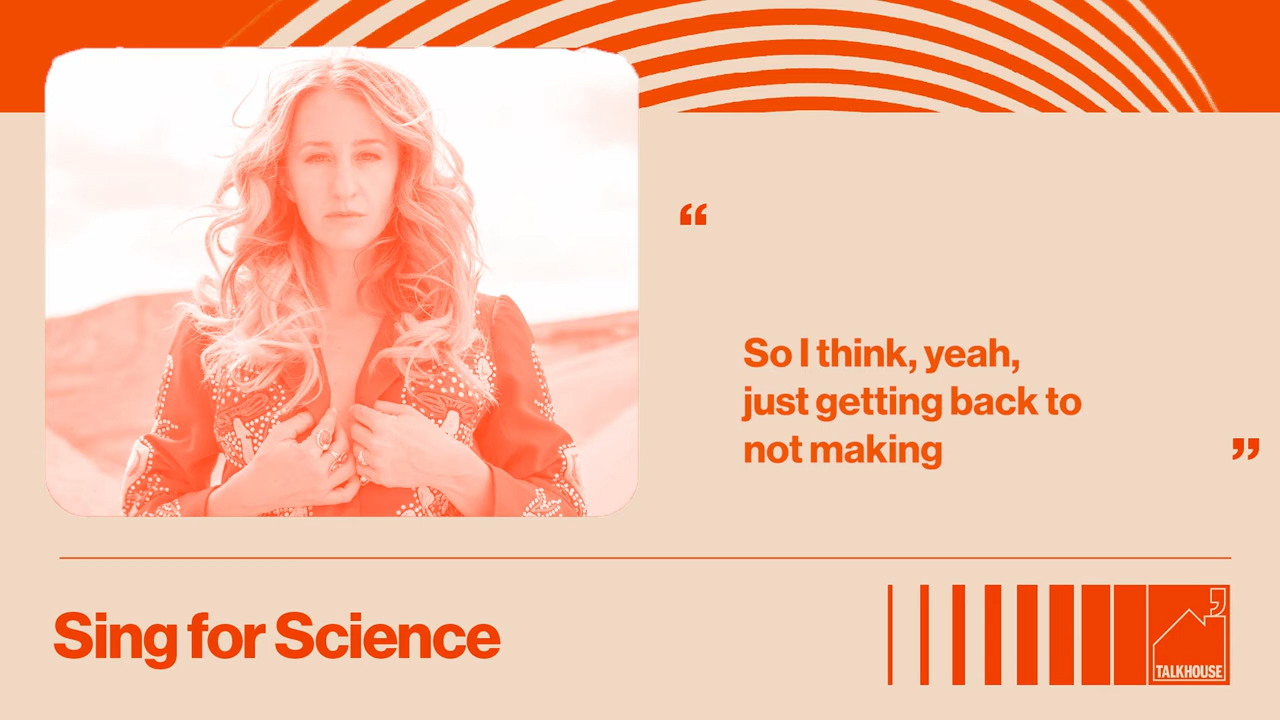 “
So I think, yeah,
just getting back to
not making
”
Sing for Science
TALKHOUSE